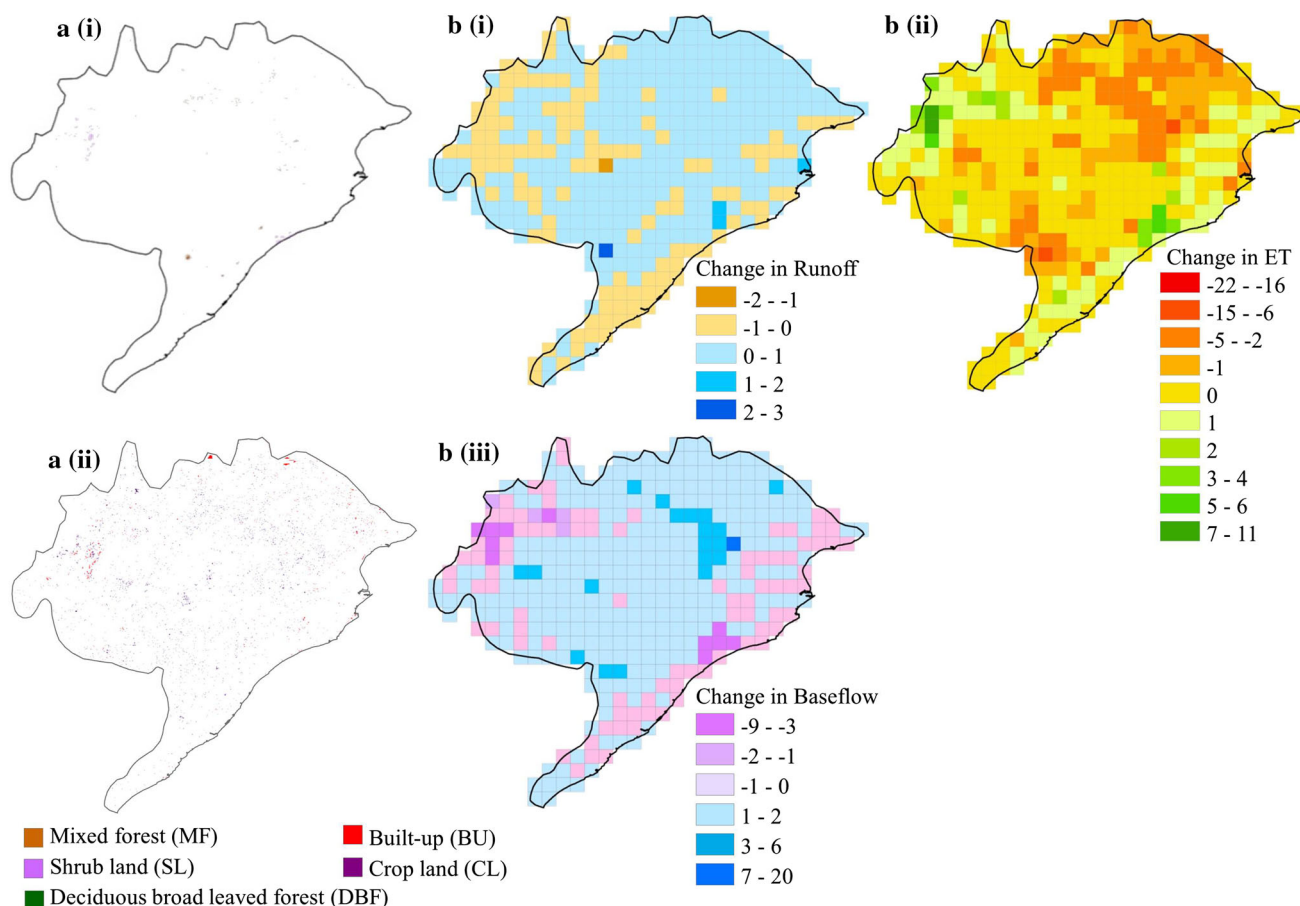 a (i)
b (i)
b (ii)
Change in Runoff
-2 - -1
-1 - 0
0 - 1
1 - 2
2 - 3
Change in ET
-22 - -16
-15 - -6
-5 - -2
-1
0
1
2
3 - 4
5 - 6
7 - 11
a (ii)
b (iii)
Change in Baseflow
-9 - -3
-2 - -1
-1 - 0
1 - 2
3 - 6
7 - 20
Mixed forest (MF)
Shrub land (SL)
Deciduous broad leaved forest (DBF)
Built-up (BU)
Crop land (CL)